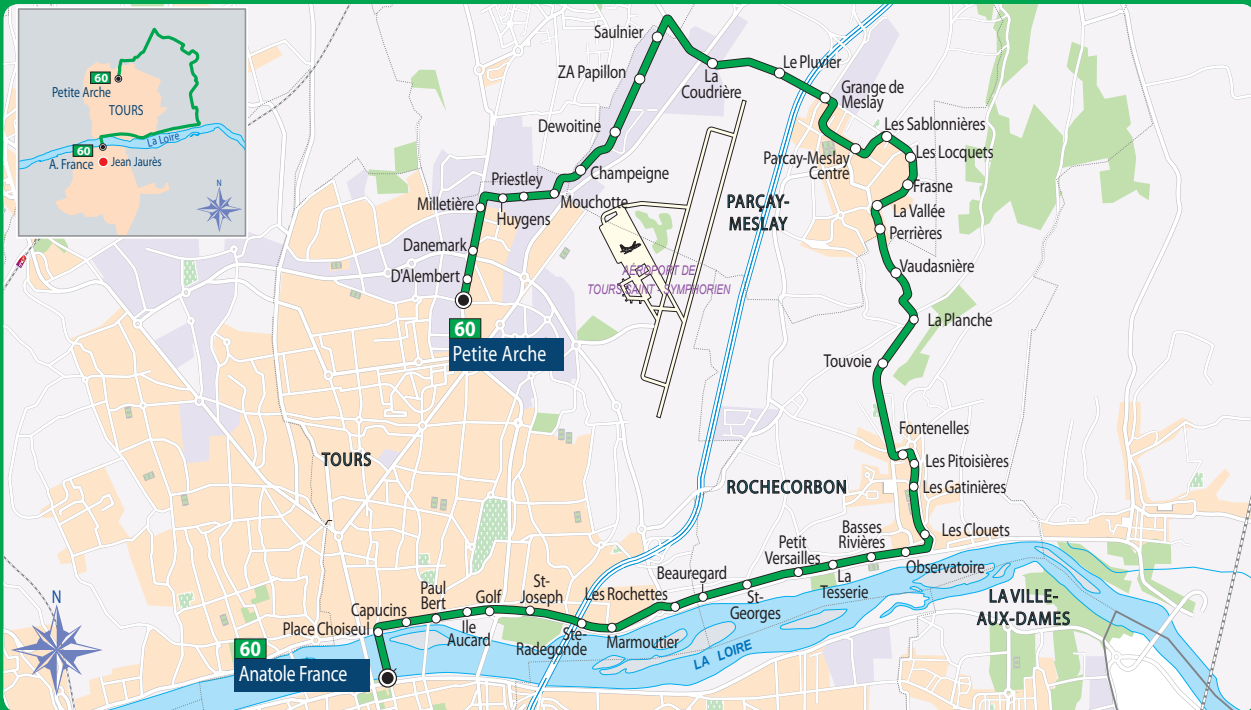 60
Petite Arche
TOURS
La Loire
60
A. France
Jean Jaurès
N
Saulnier
ZA Papillon
La
Coudrière
Le Pluvier
Grange de
Meslay
Dewoitine
Les Sablonnières
Parcay-Meslay
Centre
Les Locquets
Champeigne
Priestley
Frasne
Milletière
Huygens
Mouchotte
PARÇAY-
MESLAY
La Vallée
Perrières
Danemark
D'Alembert
Vaudasnière
AÉROPORT DE
TOURS SAINT - SYMPHORIEN
La Planche
60
Petite Arche
Touvoie
Fontenelles
TOURS
Les Pitoisières
ROCHECORBON
Les Gatinières
Les Clouets
Basses
Rivières
Petit
Versailles
Observatoire
Beauregard
La
Tesserie
St-
Georges
Les Rochettes
LA VILLE-
AUX-DAMES
St-
Joseph
Golf
Paul
Bert
Capucins
Place Choiseul
Ile
Aucard
Ste-
Radegonde
Marmoutier
LA LOIRE
N
60
Anatole France